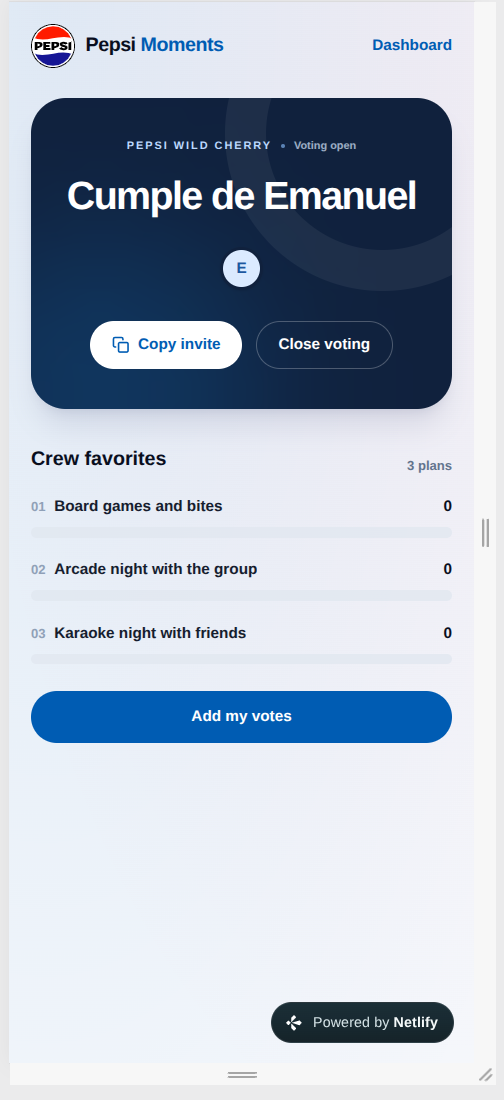 PEPSI
Pepsi Moments
Dashboard
PEPSI WILD CHERRY • Voting open
Cumple de Emanuel
E
Copy invite
Close voting
Crew favorites
3 plans
01 Board games and bites 0
02 Arcade night with the group 0
03 Karaoke night with friends 0
Add my votes
Powered by Netlify